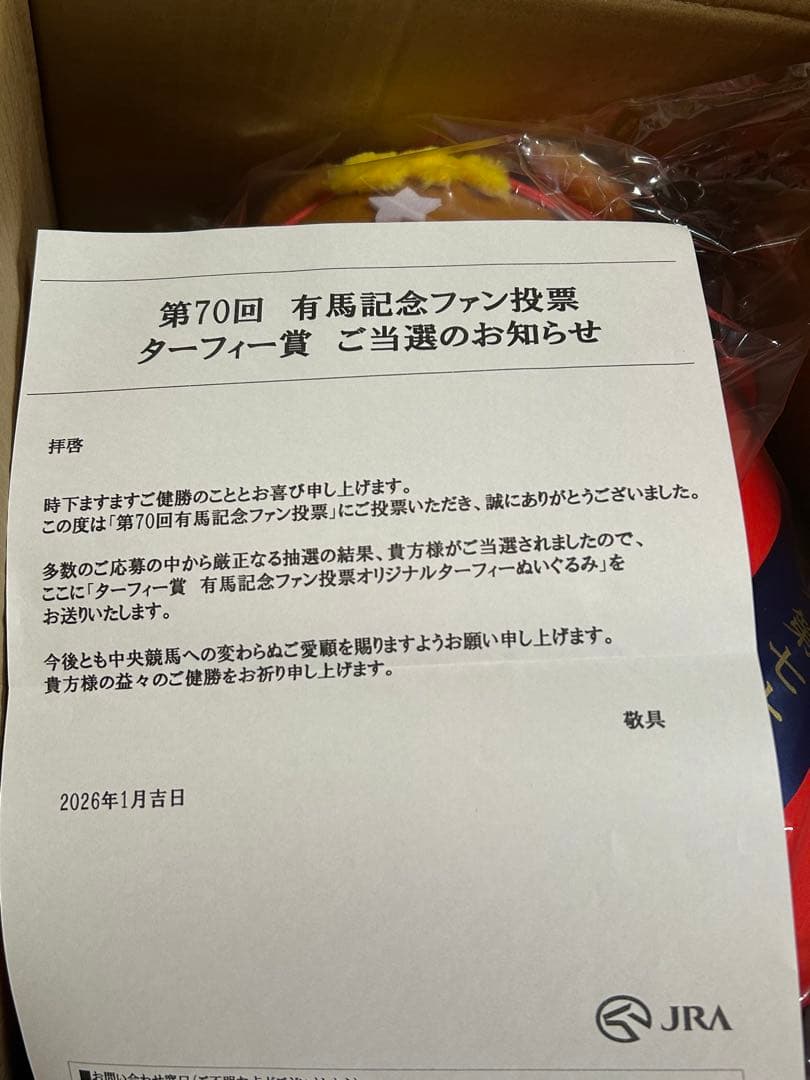 第70回 有馬記念ファン投票
ターフィー賞 ご当選のお知らせ
拝啓
時下ますますご健勝のこととお喜び申し上げます。
この度は「第70回有馬記念ファン投票」にご投票いただき、誠にありがとうございました。
多数のご応募の中から厳正なる抽選の結果、貴方様がご当選されましたので、
ここに「ターフィー賞 有馬記念ファン投票オリジナルターフィーぬいぐるみ」を
お送りいたします。
今後とも中央競馬への変わらぬご愛顧を賜りますようお願い申し上げます。
貴方様の益々のご健勝をお祈り申し上げます。
敬具
2026年1月吉日
JRA
第七
■お問い合わせ窓口